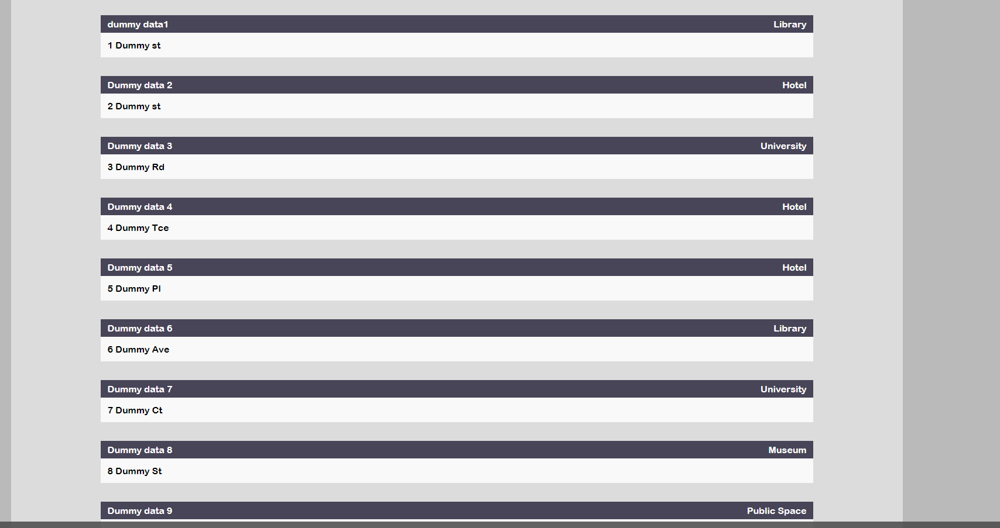 dummy data1 Library
1 Dummy st
Dummy data 2 Hotel
2 Dummy st
Dummy data 3 University
3 Dummy Rd
Dummy data 4 Hotel
4 Dummy Tce
Dummy data 5 Hotel
5 Dummy Pl
Dummy data 6 Library
6 Dummy Ave
Dummy data 7 University
7 Dummy Ct
Dummy data 8 Museum
8 Dummy St
Dummy data 9 Public Space